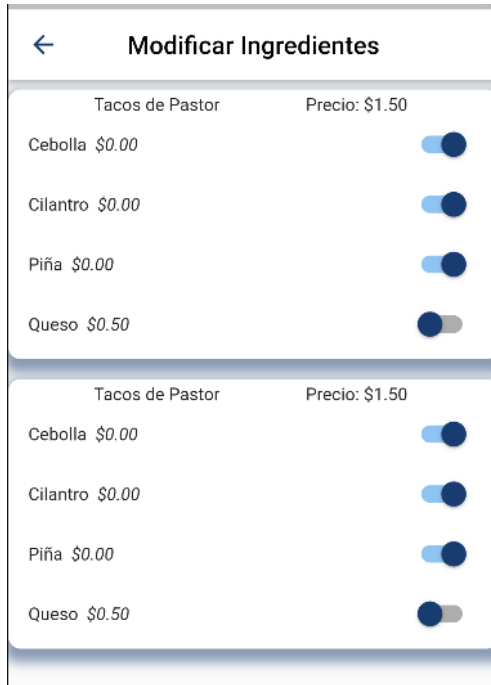 Modificar Ingredientes
Tacos de Pastor Precio: $1.50
Cebolla $0.00
Cilantro $0.00
Piña $0.00
Queso $0.50
Tacos de Pastor Precio: $1.50
Cebolla $0.00
Cilantro $0.00
Piña $0.00
Queso $0.50